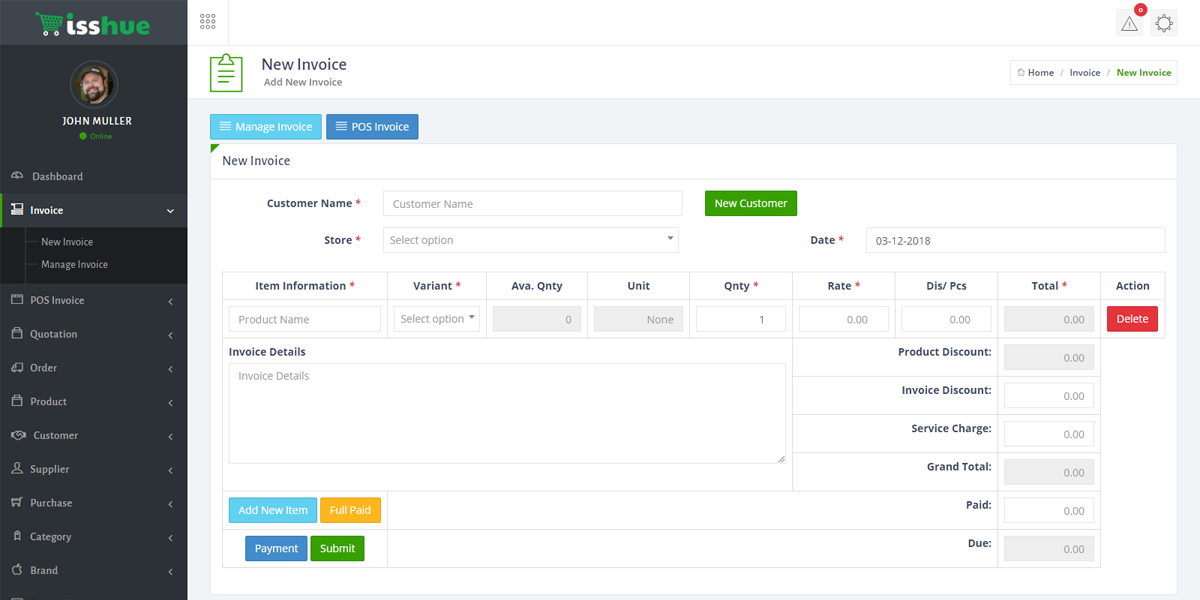 isshue
0
New Invoice
Add New Invoice
Home / Invoice / New Invoice
JOHN MULLER
Online
Dashboard
Invoice
New Invoice
Manage Invoice
POS Invoice
Quotation
Order
Product
Customer
Supplier
Purchase
Category
Brand
Manage Invoice
POS Invoice
New Invoice
Customer Name *
Customer Name
New Customer
Store *
Select option
Date *
03-12-2018
Item Information * Variant * Ava. Qnty Unit Qnty * Rate * Dis/ Pcs Total * Action
Product Name Select option 0 None 1 0.00 0.00 0.00 Delete
Invoice Details
Invoice Details
Product Discount: 0.00
Invoice Discount: 0.00
Service Charge: 0.00
Grand Total: 0.00
Add New Item Full Paid Paid: 0.00
Payment Submit Due: 0.00